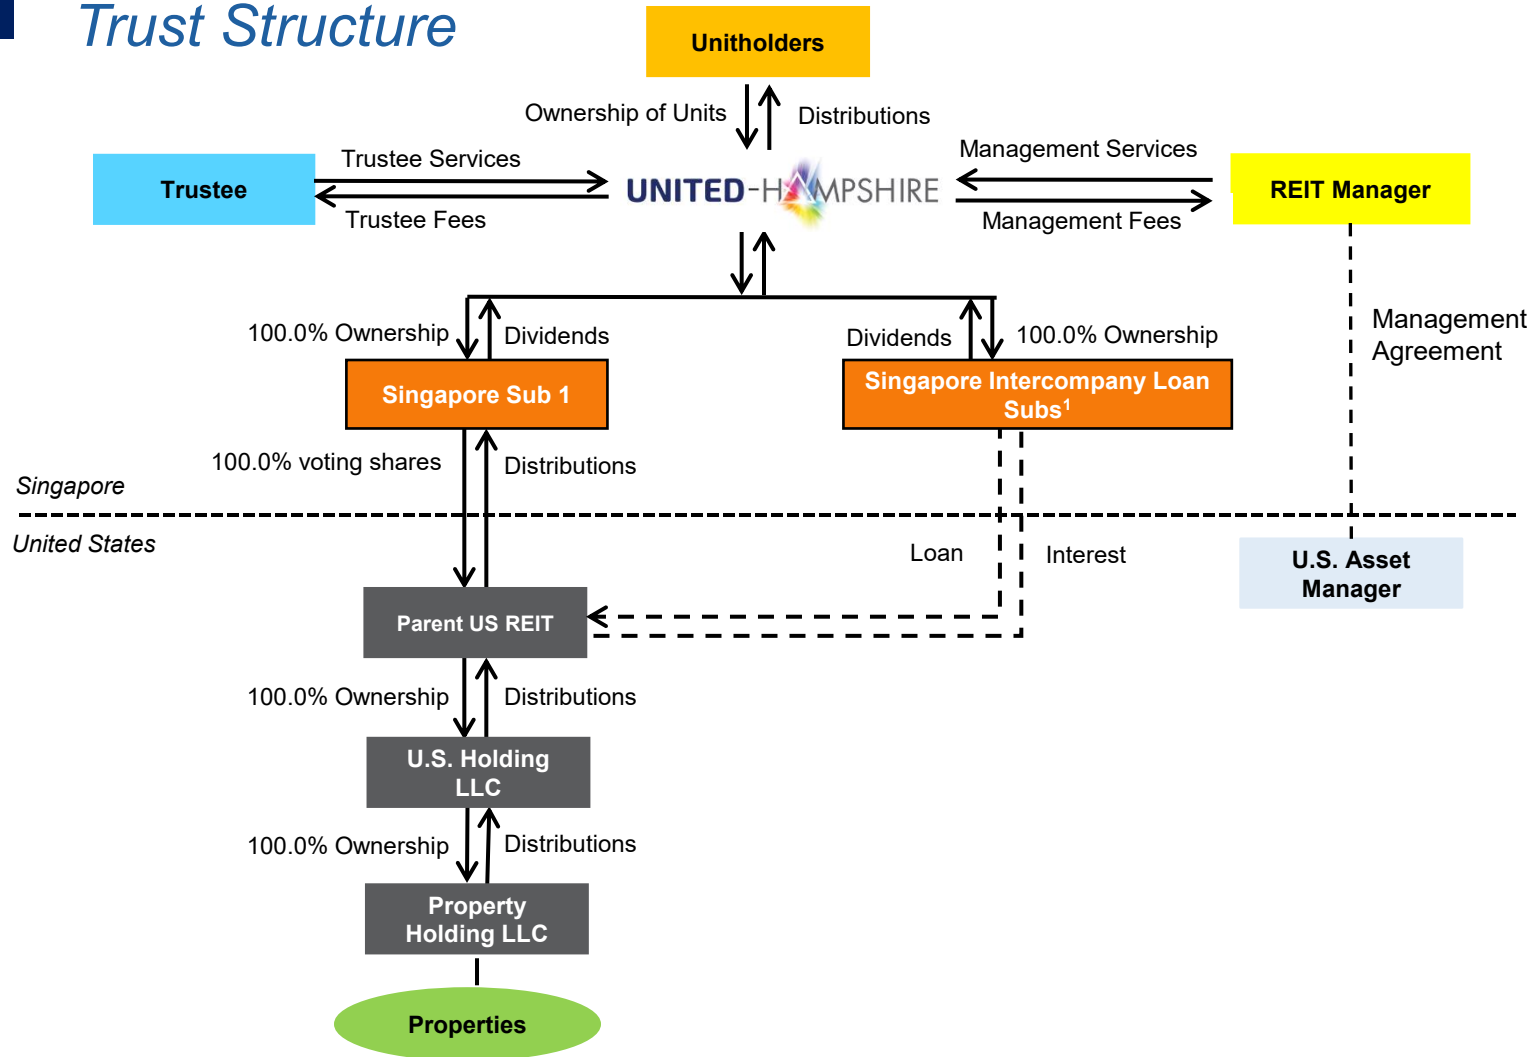 Trust Structure
Unitholders
Ownership of Units
Distributions
Trustee
Trustee Services
Trustee Fees
UNITED-HAMPSHIRE
Management Services
Management Fees
REIT Manager
100.0% Ownership
Dividends
Dividends
100.0% Ownership
Management
Agreement
Singapore Sub 1
Singapore Intercompany Loan
Subs¹
100.0% voting shares
Distributions
Singapore
United States
Loan
Interest
U.S. Asset
Manager
Parent US REIT
100.0% Ownership
Distributions
U.S. Holding
LLC
100.0% Ownership
Distributions
Property
Holding LLC
Properties